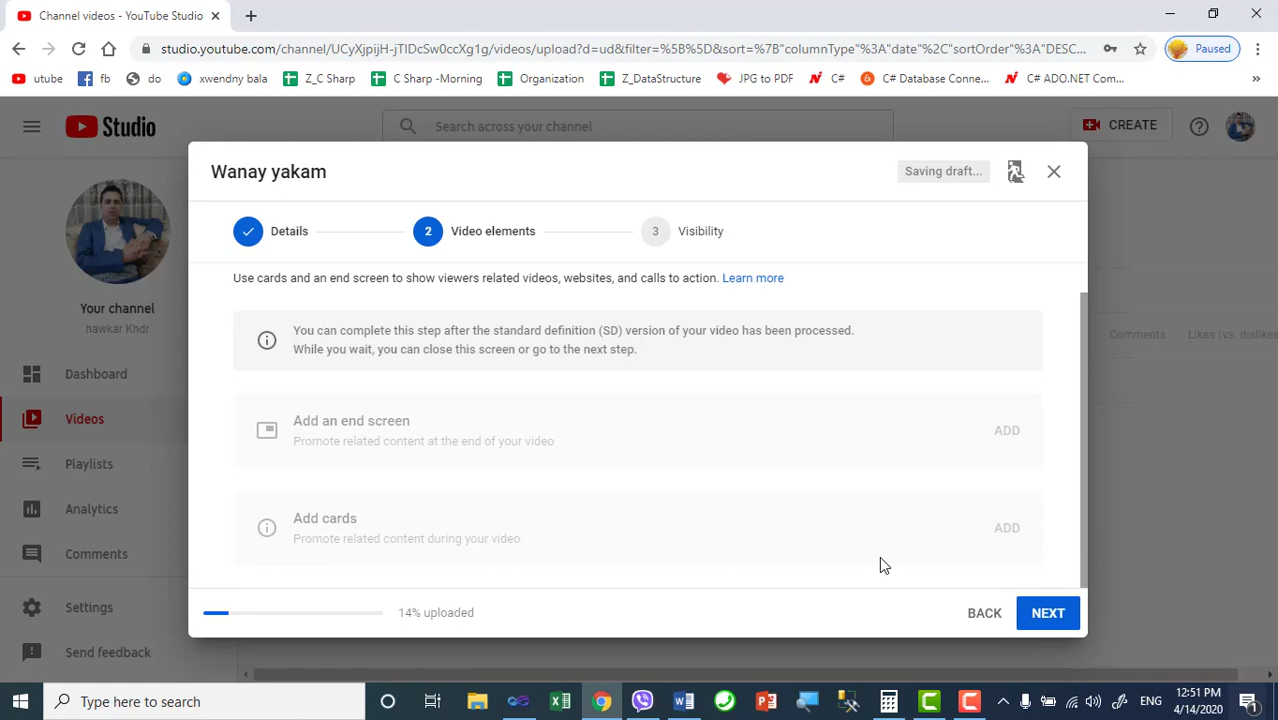 Channel videos - YouTube Studio
studio.youtube.com/channel/UCyXjpijH-jTIDcSw0ccXg1g/videos/upload?d=ud&filter=%5B%5D&sort=%7B"columnType"%3A"date"%2C"sortOrder"%3A"DESC...
Paused
utube
fb
do
xwendny bala
Z_C Sharp
C Sharp -Morning
Organization
Z_DataStructure
JPG to PDF
C#
C# Database Conne...
C# ADO.NET Com...
Studio
Search across your channel
CREATE
Wanay yakam
Saving draft...
Details
2
Video elements
3
Visibility
Use cards and an end screen to show viewers related videos, websites, and calls to action. Learn more
You can complete this step after the standard definition (SD) version of your video has been processed.
While you wait, you can close this screen or go to the next step.
Add an end screen
Promote related content at the end of your video
ADD
Add cards
Promote related content during your video
ADD
14% uploaded
BACK
NEXT
Your channel
hawkar Khdr
Dashboard
Videos
Playlists
Analytics
Comments
Settings
Send feedback
Comments
Likes (vs. dislikes
Type here to search
ENG
12:51 PM
4/14/2020
1